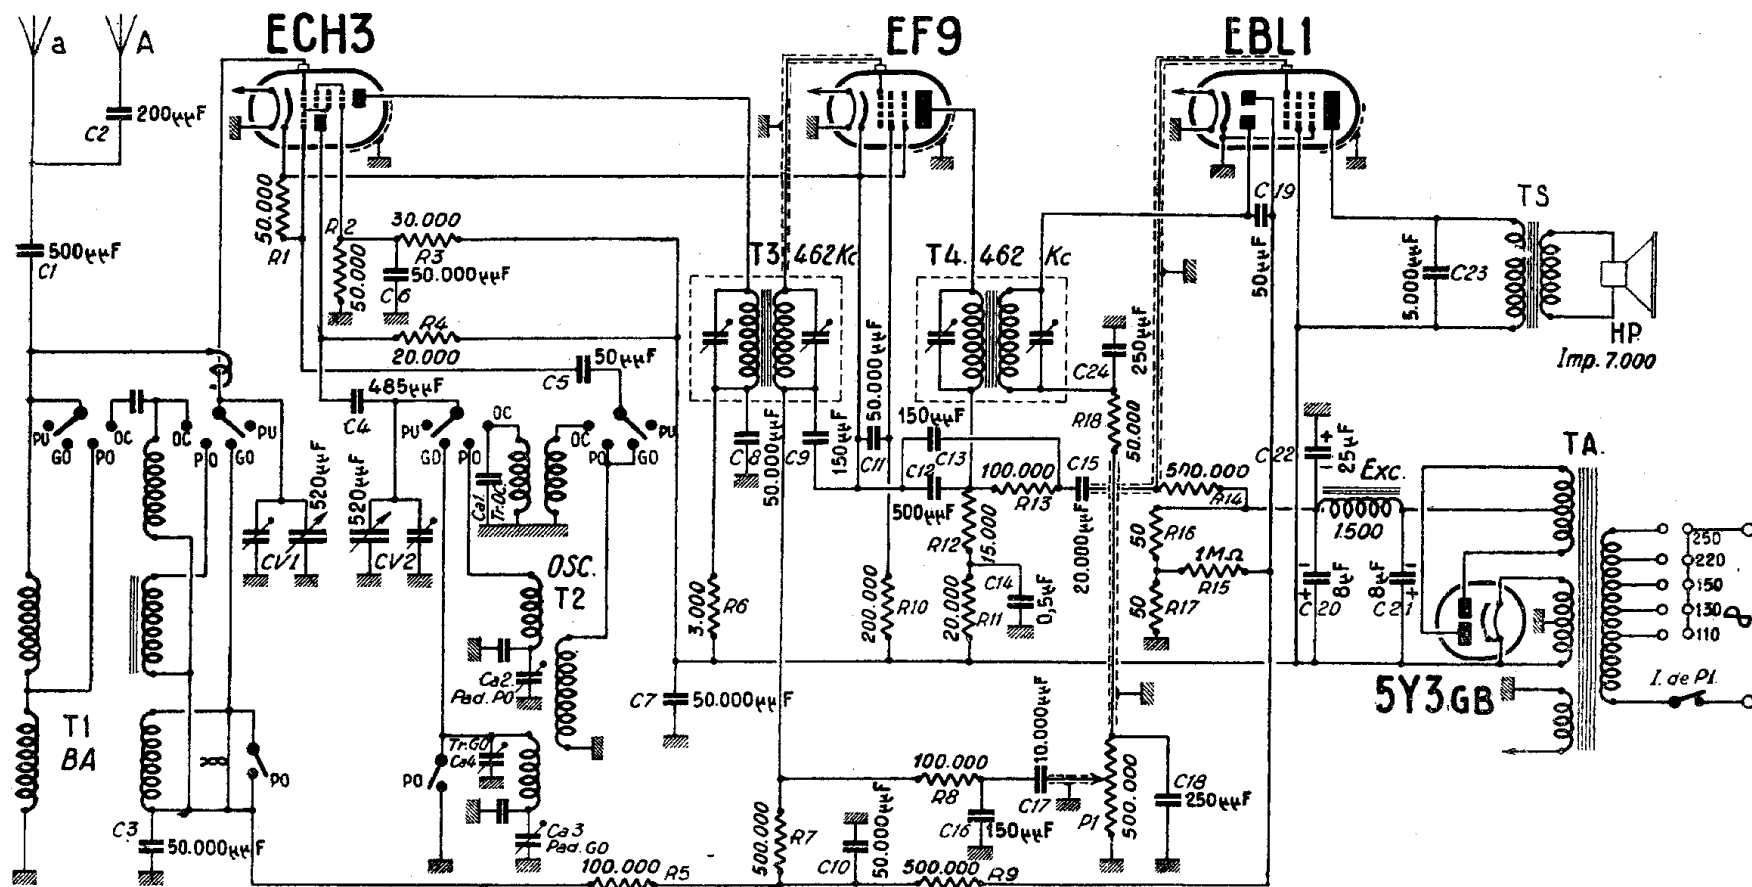 a
A
ECH3
EF9
EBL1
C2
200µµF
500µµF
C1
50.000
R1
R2
50.000
30.000
R3
50.000µµF
C6
R4
20.000
50µµF
C5
485µµF
C4
T3
462Kc
T4.
462
Kc
C19
50µµF
TS
5.000µµF
C23
HP.
Imp. 7.000
PU
GO
PO
OC
OC
PO
GO
PU
520µµF
CV1
520µµF
CV2
PU
GO
PO
OC
Ca1.
Tr.OC.
PO
GO
PU
C8
50.000µµF
C9
150µµF
C11
50.000µµF
150µµF
C13
C12
500µµF
100.000
R13
C15
20.000µµF
C24
250µµF
R18
50.000
500.000
R14
R16
50
1MΩ
R15
R17
50
C22
25µF
Exc.
1.500
C20
8µF
8µF
C21
TA.
250
220
150
130
110
I. de P1.
5Y3.GB
OSC.
T2
Ca2.
Pad. PO
R6
3.000
R10
200.000
R12
15.000
R11
20.000
C14
0,5µF
C7
50.000µµF
T1
BA
PO
C3
50.000µµF
PO
Tr.GO
Ca4
Ca3
Pad. GO
100.000
R5
R7
500.000
100.000
R8
C16
150µµF
C17
10.000µµF
P1
500.000
C18
250µµF
C10
50.000µµF
500.000
R9